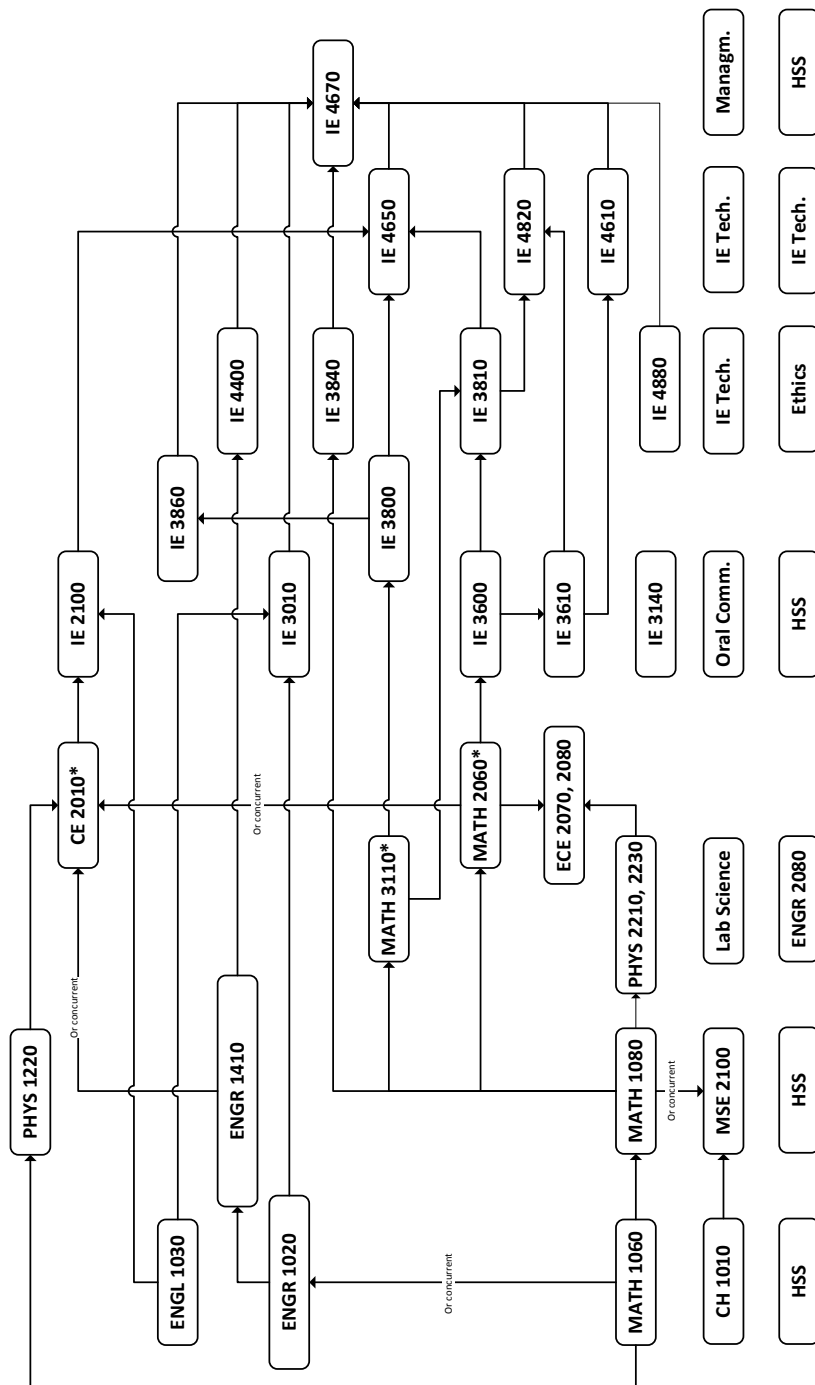 PHYS 1220
Or concurrent
CE 2010*
IE 2100
ENGL 1030
IE 3860
ENGR 1410
IE 4400
Or concurrent
ENGR 1020
IE 3010
IE 3840
IE 4670
MATH 3110*
IE 3800
IE 4650
Or concurrent
MATH 2060*
IE 3600
IE 3810
IE 4820
ECE 2070, 2080
IE 3610
IE 4610
MATH 1060
MATH 1080
PHYS 2210, 2230
IE 3140
IE 4880
Or concurrent
CH 1010
MSE 2100
Lab Science
Oral Comm.
IE Tech.
IE Tech.
Managm.
HSS
HSS
ENGR 2080
HSS
Ethics
IE Tech.
HSS